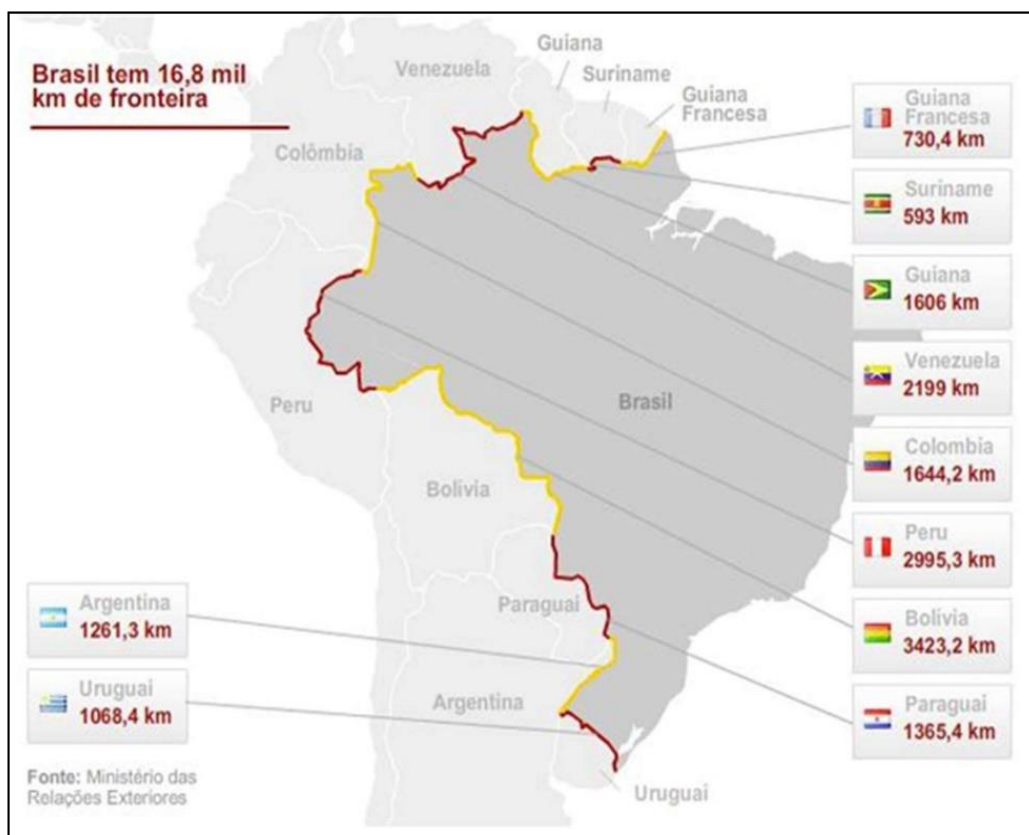 Brasil tem 16,8 mil
km de fronteira
Guiana
Suriname
Guiana
Francesa
Venezuela
Colômbia
Peru
Brasil
Bolivia
Paraguai
Argentina
Uruguai
Guiana
Francesa
730,4 km
Suriname
593 km
Guiana
1606 km
Venezuela
2199 km
Colombia
1644,2 km
Peru
2995,3 km
Bolívia
3423,2 km
Paraguai
1365,4 km
Argentina
1261,3 km
Uruguai
1068,4 km
Fonte: Ministério das
Relações Exteriores